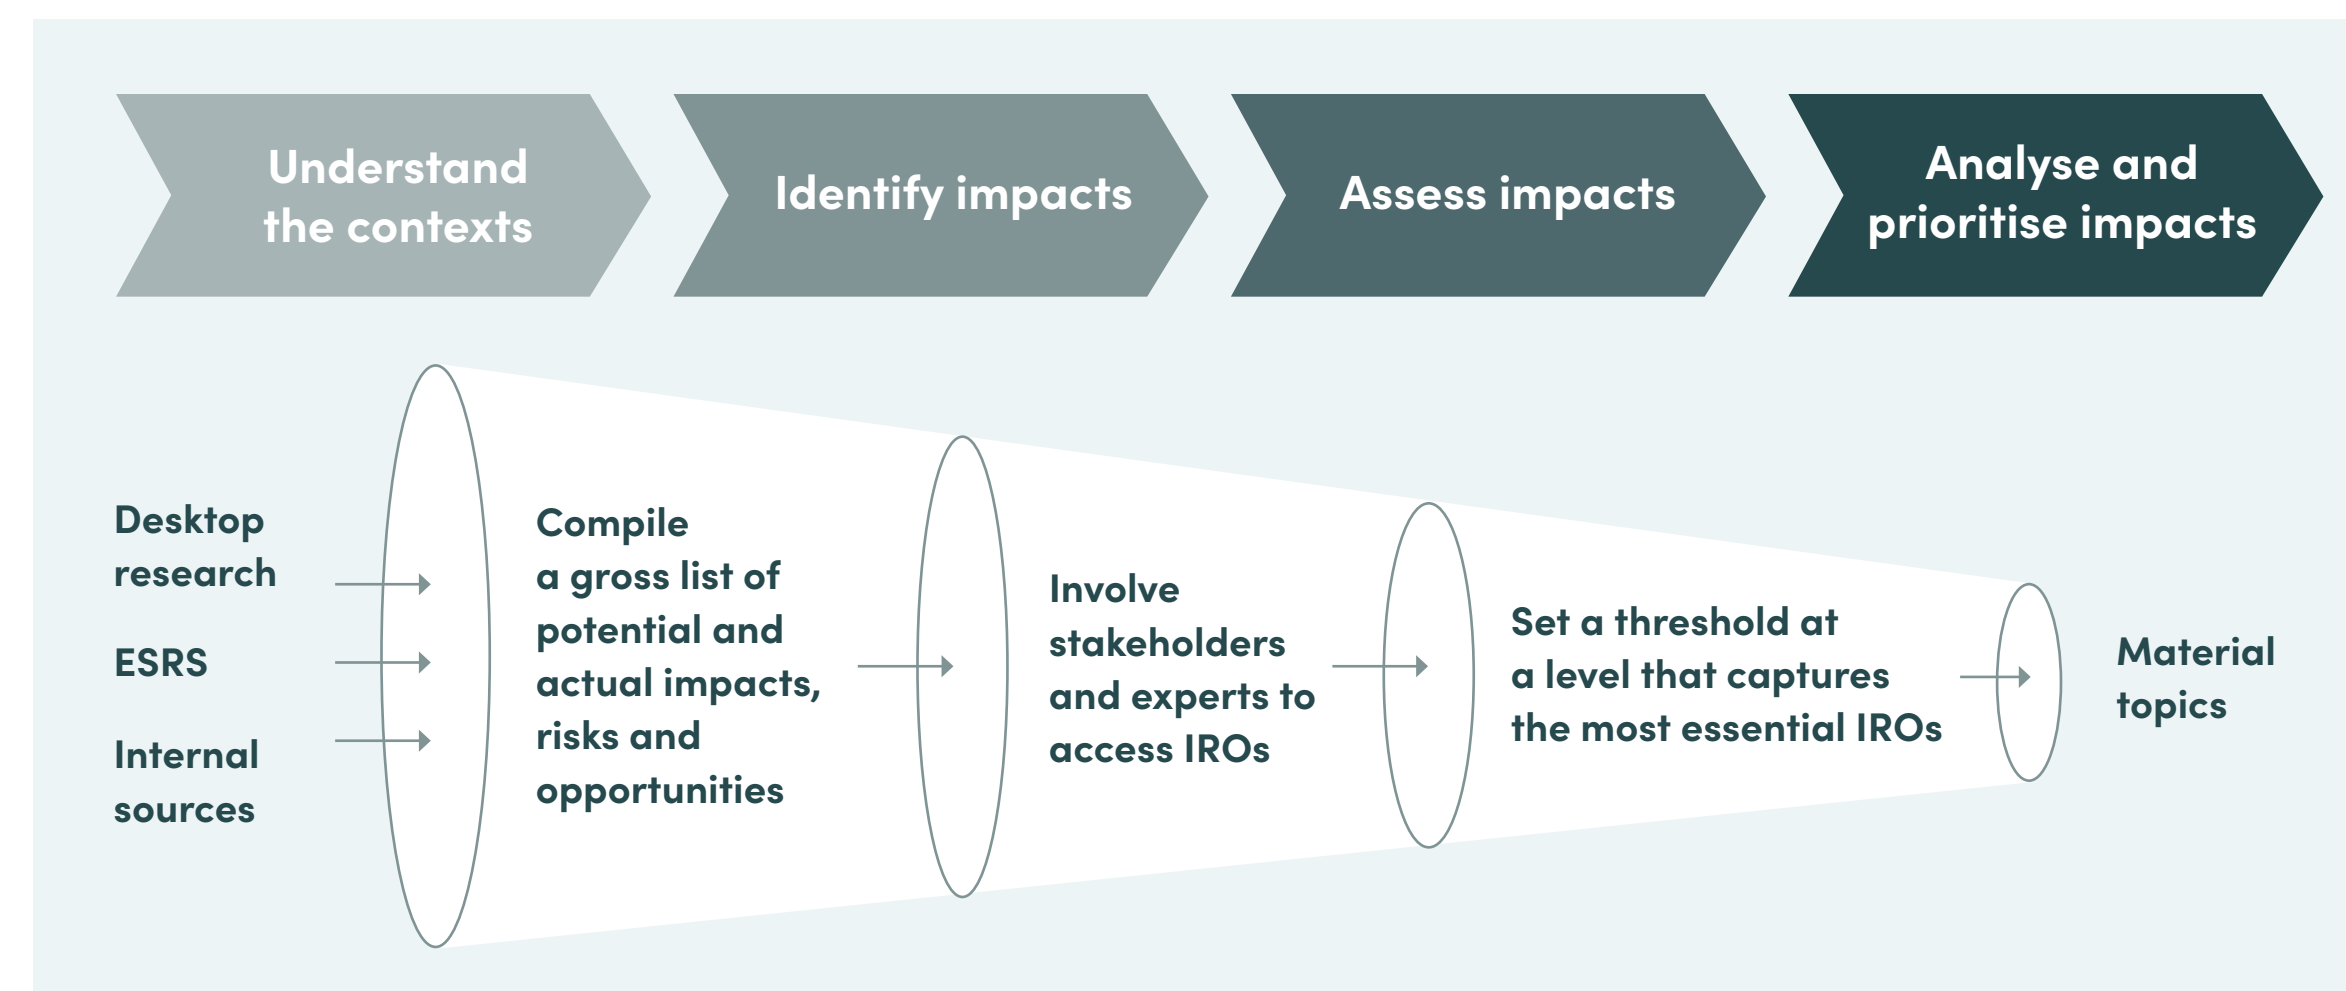 Understand
the contexts
Identify impacts
Assess impacts
Analyse and
prioritise impacts
Desktop
research
ESRS
Internal
sources
Compile
a gross list of
potential and
actual impacts,
risks and
opportunities
Involve
stakeholders
and experts to
access IROs
Set a threshold at
a level that captures
the most essential IROs
Material
topics